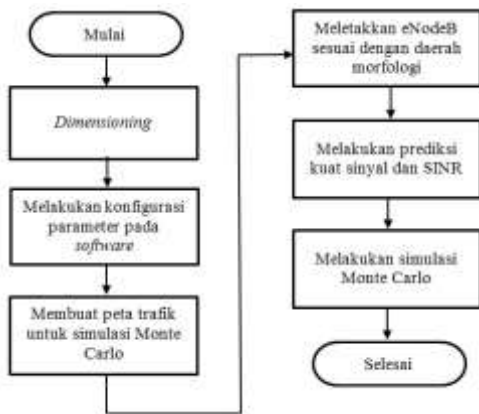 Mulai
Dimensioning
Melakukan konfigurasi
parameter pada
software
Membuat peta trafik
untuk simulasi Monte
Carlo
Meletakkan eNodeB
sesuai dengan daerah
morfologi
Melakukan prediksi
kuat sinyal dan SINR
Melakukan simulasi
Monte Carlo
Selesai